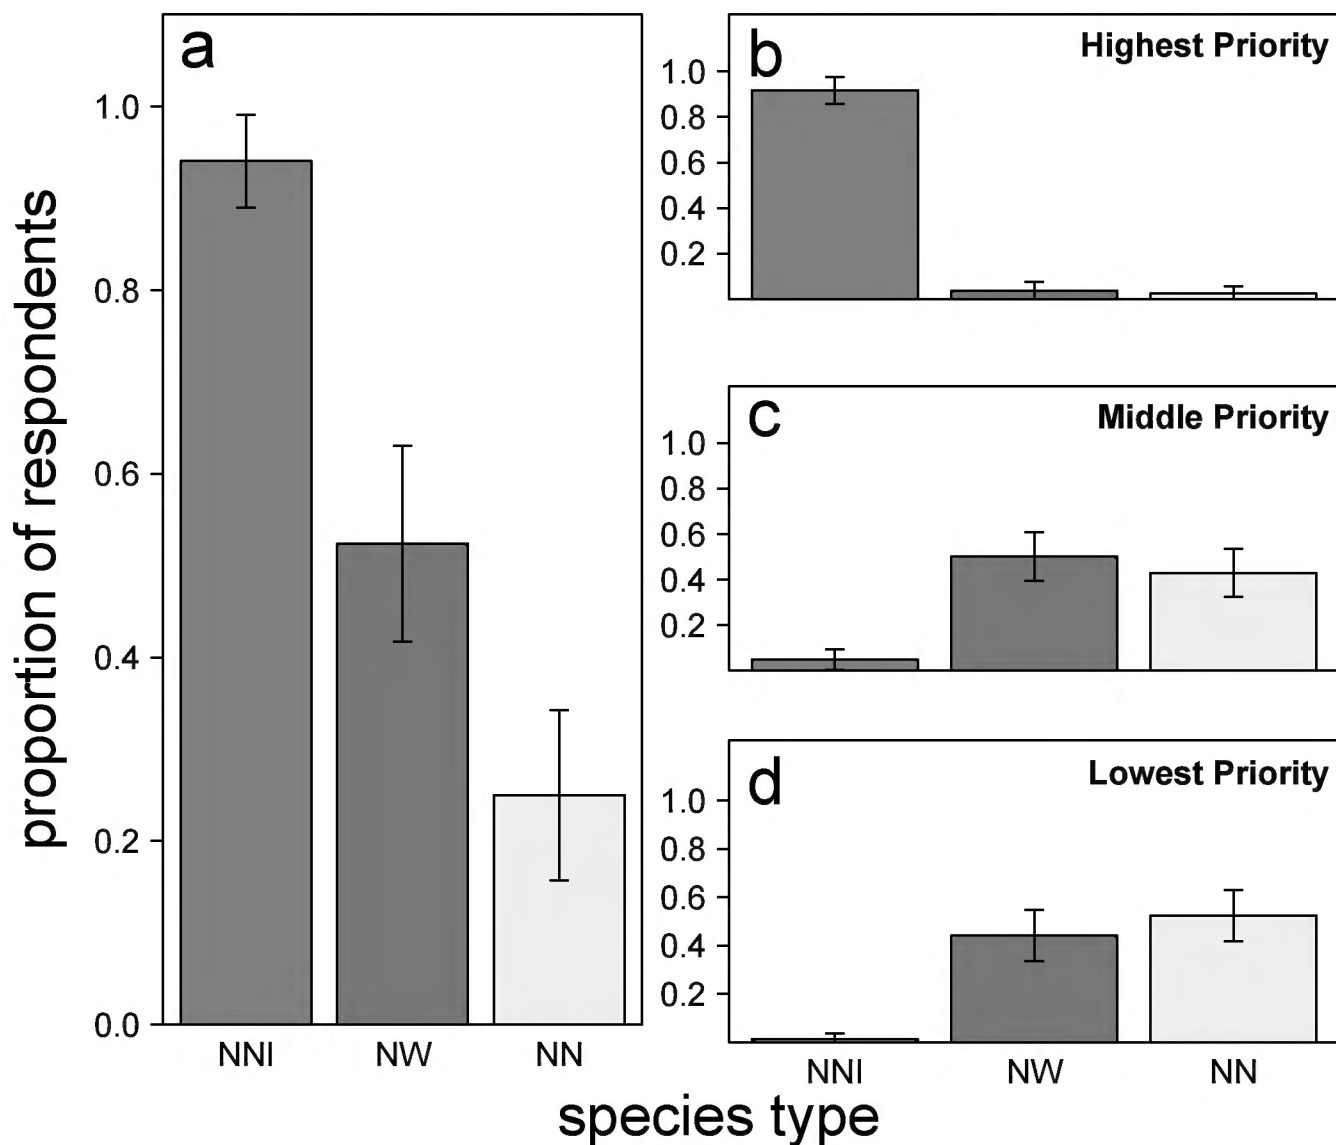 proportion of respondents
a
1.0
0.8
0.6
0.4
0.2
0.0
NNI NW NN
b
Highest Priority
1.0
0.8
0.6
0.4
0.2
c
Middle Priority
1.0
0.8
0.6
0.4
0.2
d
Lowest Priority
1.0
0.8
0.6
0.4
0.2
NNI NW NN
species type